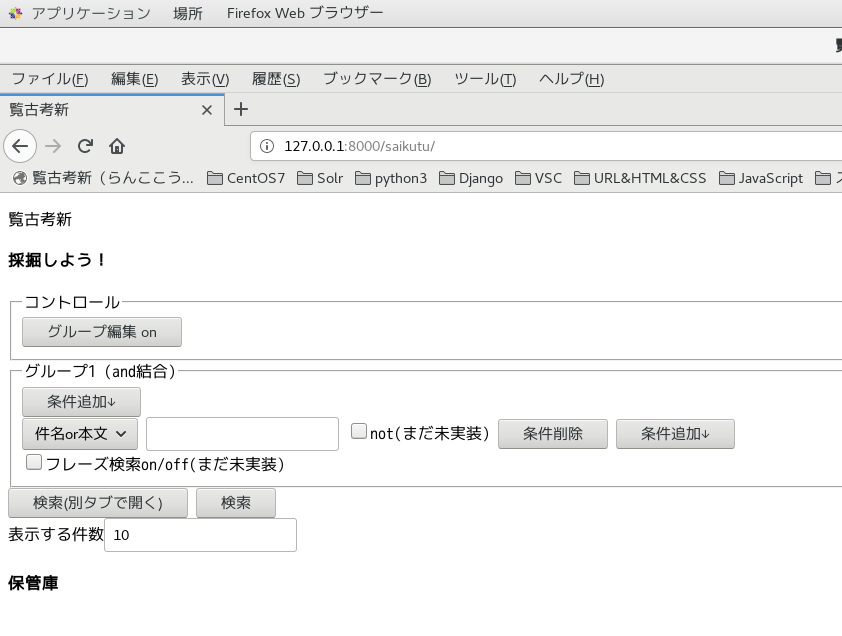 アプリケーション 場所 Firefox Web ブラウザー
ファイル(F) 編集(E) 表示(V) 履歴(S) ブックマーク(B) ツール(T) ヘルプ(H)
覧古考新
127.0.0.1:8000/saikutu/
覧古考新（らんここう... CentOS7 Solr python3 Django VSC URL&HTML&CSS JavaScript
覧古考新
採掘しよう！
コントロール
グループ編集 on
グループ1（and結合）
条件追加↓
件名or本文 not(まだ未実装) 条件削除 条件追加↓
フレーズ検索on/off(まだ未実装)
検索(別タブで開く) 検索
表示する件数 10
保管庫